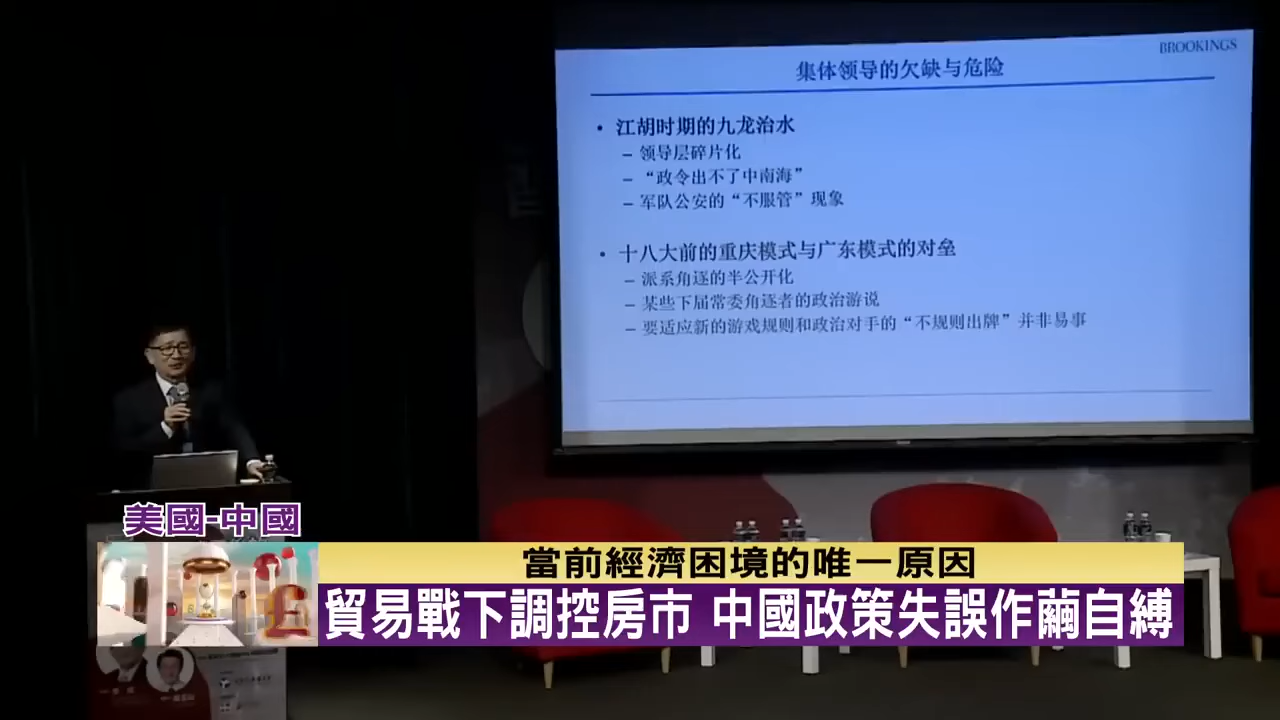 BROOKINGS
集体领导的欠缺与危险
• 江胡时期的九龙治水
– 领导层碎片化
– “政令出不了中南海”
– 军队公安的“不服管”现象
• 十八大前的重庆模式与广东模式的对垒
– 派系角逐的半公开化
– 某些下届常委角逐者的政治游说
– 要适应新的游戏规则和政治对手的“不规则出牌”并非易事
美國-中國
當前經濟困境的唯一原因
貿易戰下調控房市 中國政策失誤作繭自縛